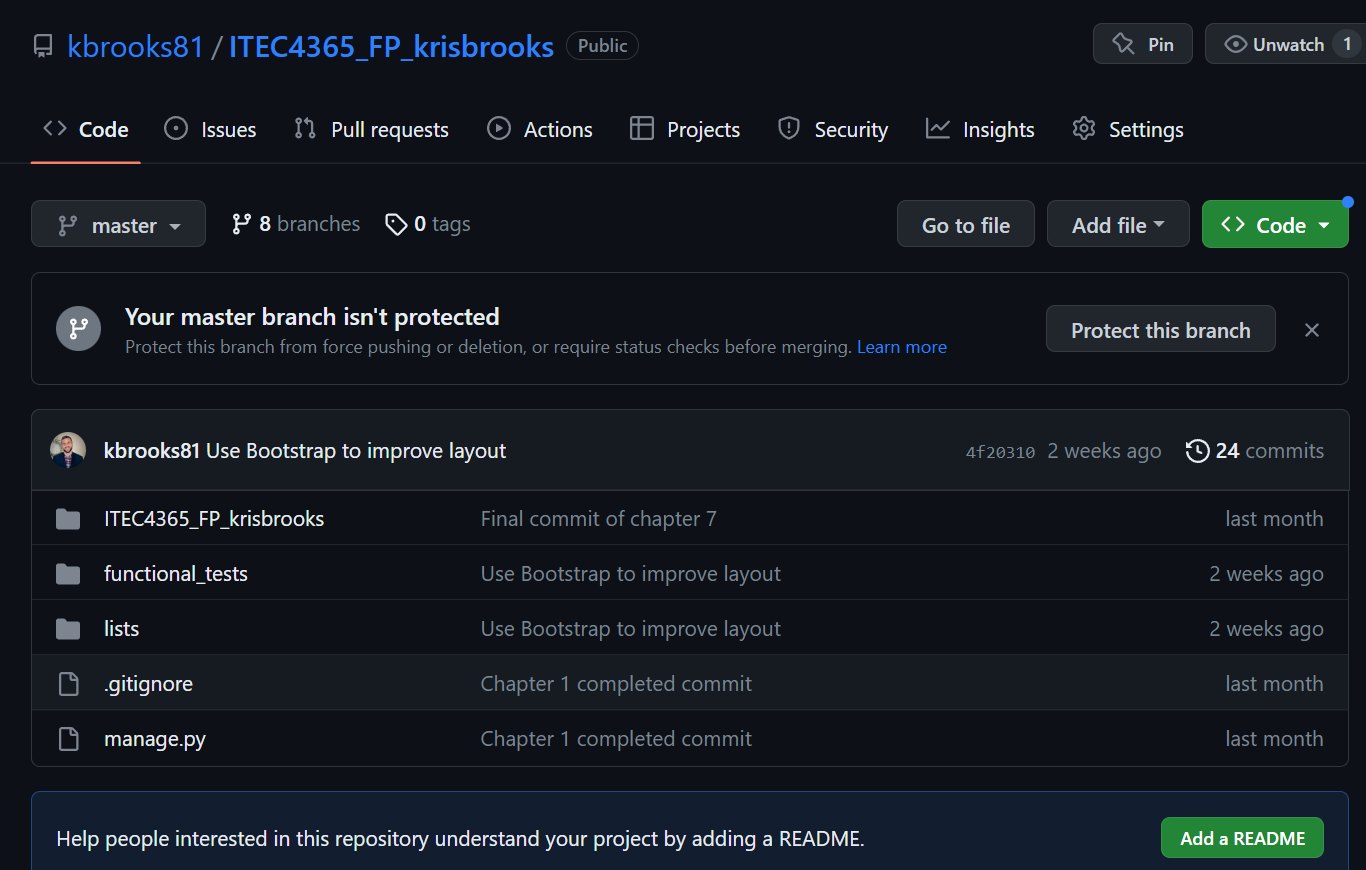 kbrooks81 / ITEC4365_FP_krisbrooks Public Pin Unwatch 1
Code Issues Pull requests Actions Projects Security Insights Settings
master 8 branches 0 tags Go to file Add file Code
Your master branch isn't protected
Protect this branch from force pushing or deletion, or require status checks before merging. Learn more
Protect this branch
kbrooks81 Use Bootstrap to improve layout 4f20310 2 weeks ago 24 commits
ITEC4365_FP_krisbrooks Final commit of chapter 7 last month
functional_tests Use Bootstrap to improve layout 2 weeks ago
lists Use Bootstrap to improve layout 2 weeks ago
.gitignore Chapter 1 completed commit last month
manage.py Chapter 1 completed commit last month
Help people interested in this repository understand your project by adding a README. Add a README